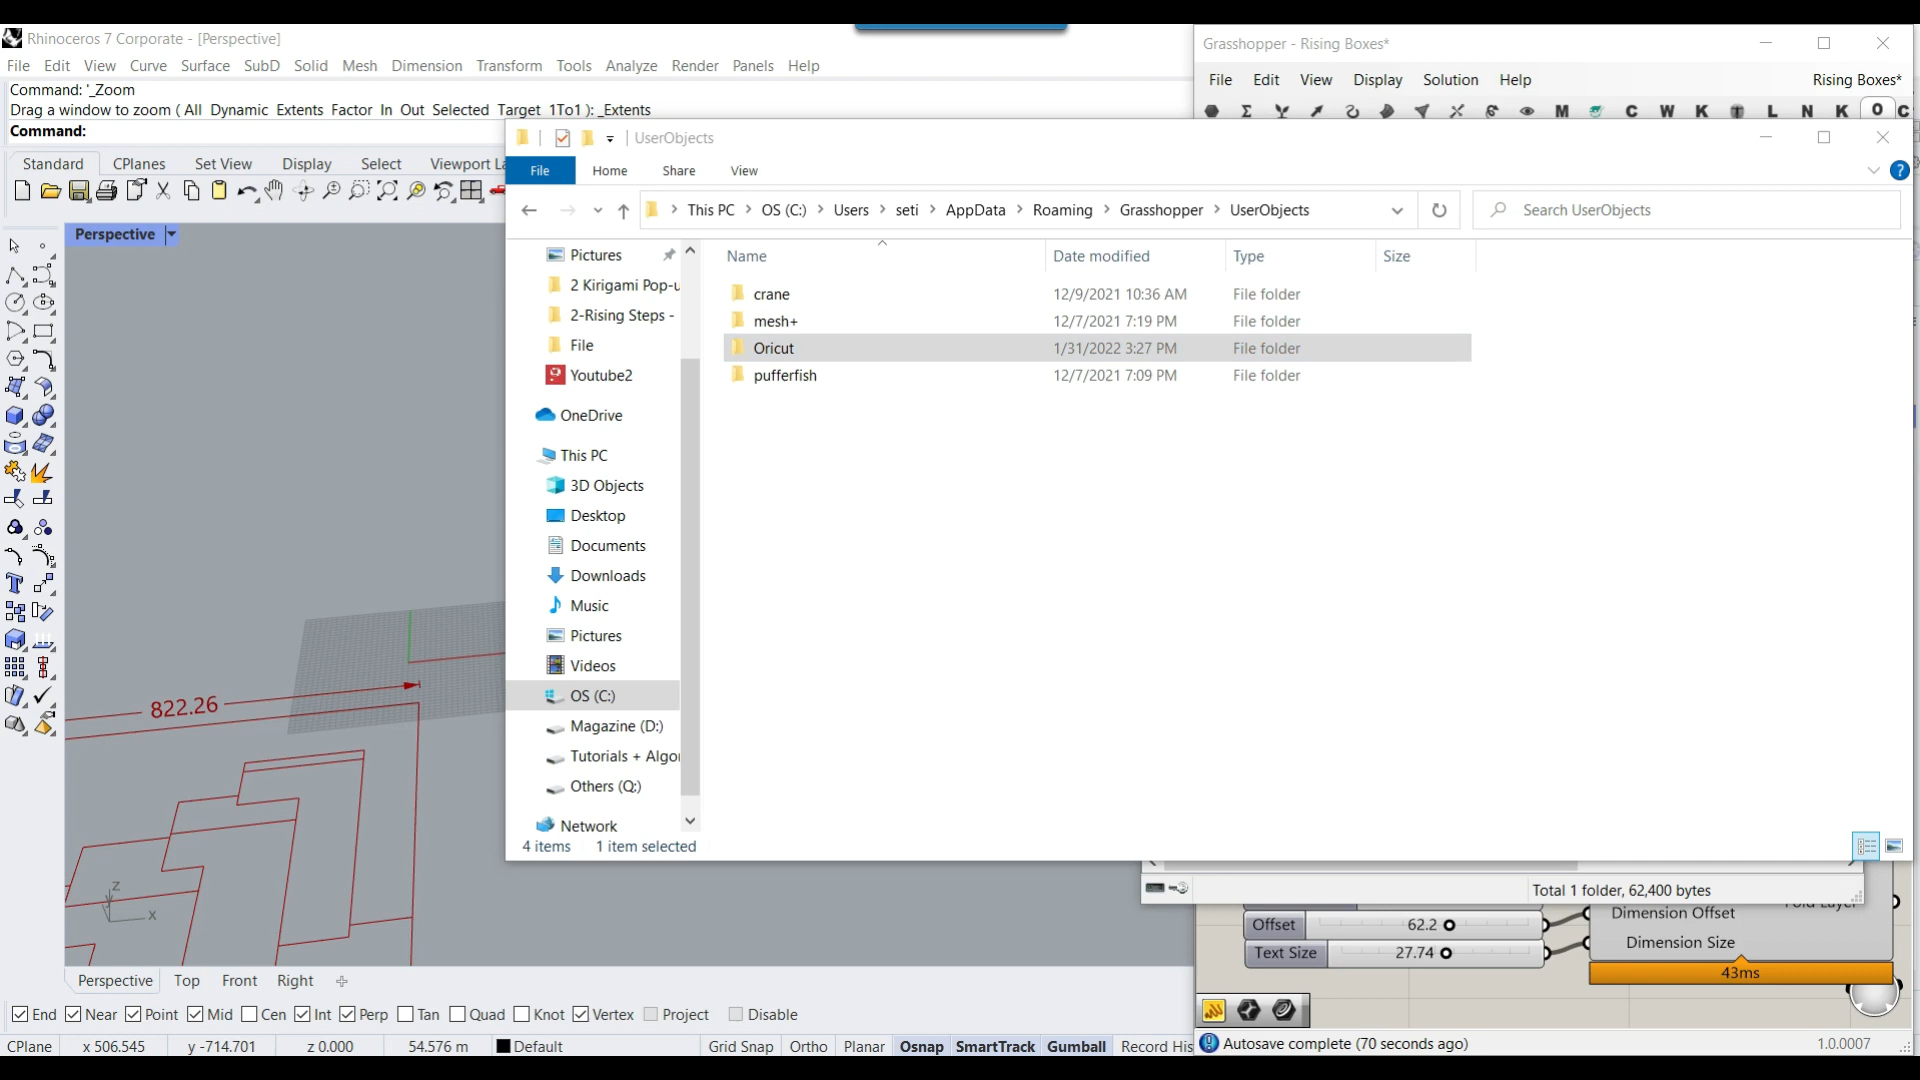 Rhinoceros 7 Corporate - [Perspective]
File Edit View Curve Surface SubD Solid Mesh Dimension Transform Tools Analyze Render Panels Help
Command: '_Zoom
Drag a window to zoom ( All Dynamic Extents Factor In Out Selected Target 1To1 ): _Extents
Command:
Standard CPlanes Set View Display Select Viewport La
Perspective
822.26
z
x
Perspective Top Front Right
End Near Point Mid Cen Int Perp Tan Quad Knot Vertex Project Disable
CPlane x 506.545 y -714.701 z 0.000 54.576 m Default Grid Snap Ortho Planar Osnap SmartTrack Gumball Record His
Grasshopper - Rising Boxes*
File Edit View Display Solution Help Rising Boxes*
M C W K L N K O C
UserObjects
File Home Share View
This PC > OS (C:) > Users > seti > AppData > Roaming > Grasshopper > UserObjects
Search UserObjects
Pictures
2 Kirigami Pop-u
2-Rising Steps -
File
Youtube2
OneDrive
This PC
3D Objects
Desktop
Documents
Downloads
Music
Pictures
Videos
OS (C:)
Magazine (D:)
Tutorials + Algo
Others (Q:)
Network
Name Date modified Type Size
crane 12/9/2021 10:36 AM File folder
mesh+ 12/7/2021 7:19 PM File folder
Oricut 1/31/2022 3:27 PM File folder
pufferfish 12/7/2021 7:09 PM File folder
4 items 1 item selected
Total 1 folder, 62,400 bytes
Offset 62.2
Text Size 27.74
Dimension Offset
Dimension Size
43ms
Autosave complete (70 seconds ago)
1.0.0007